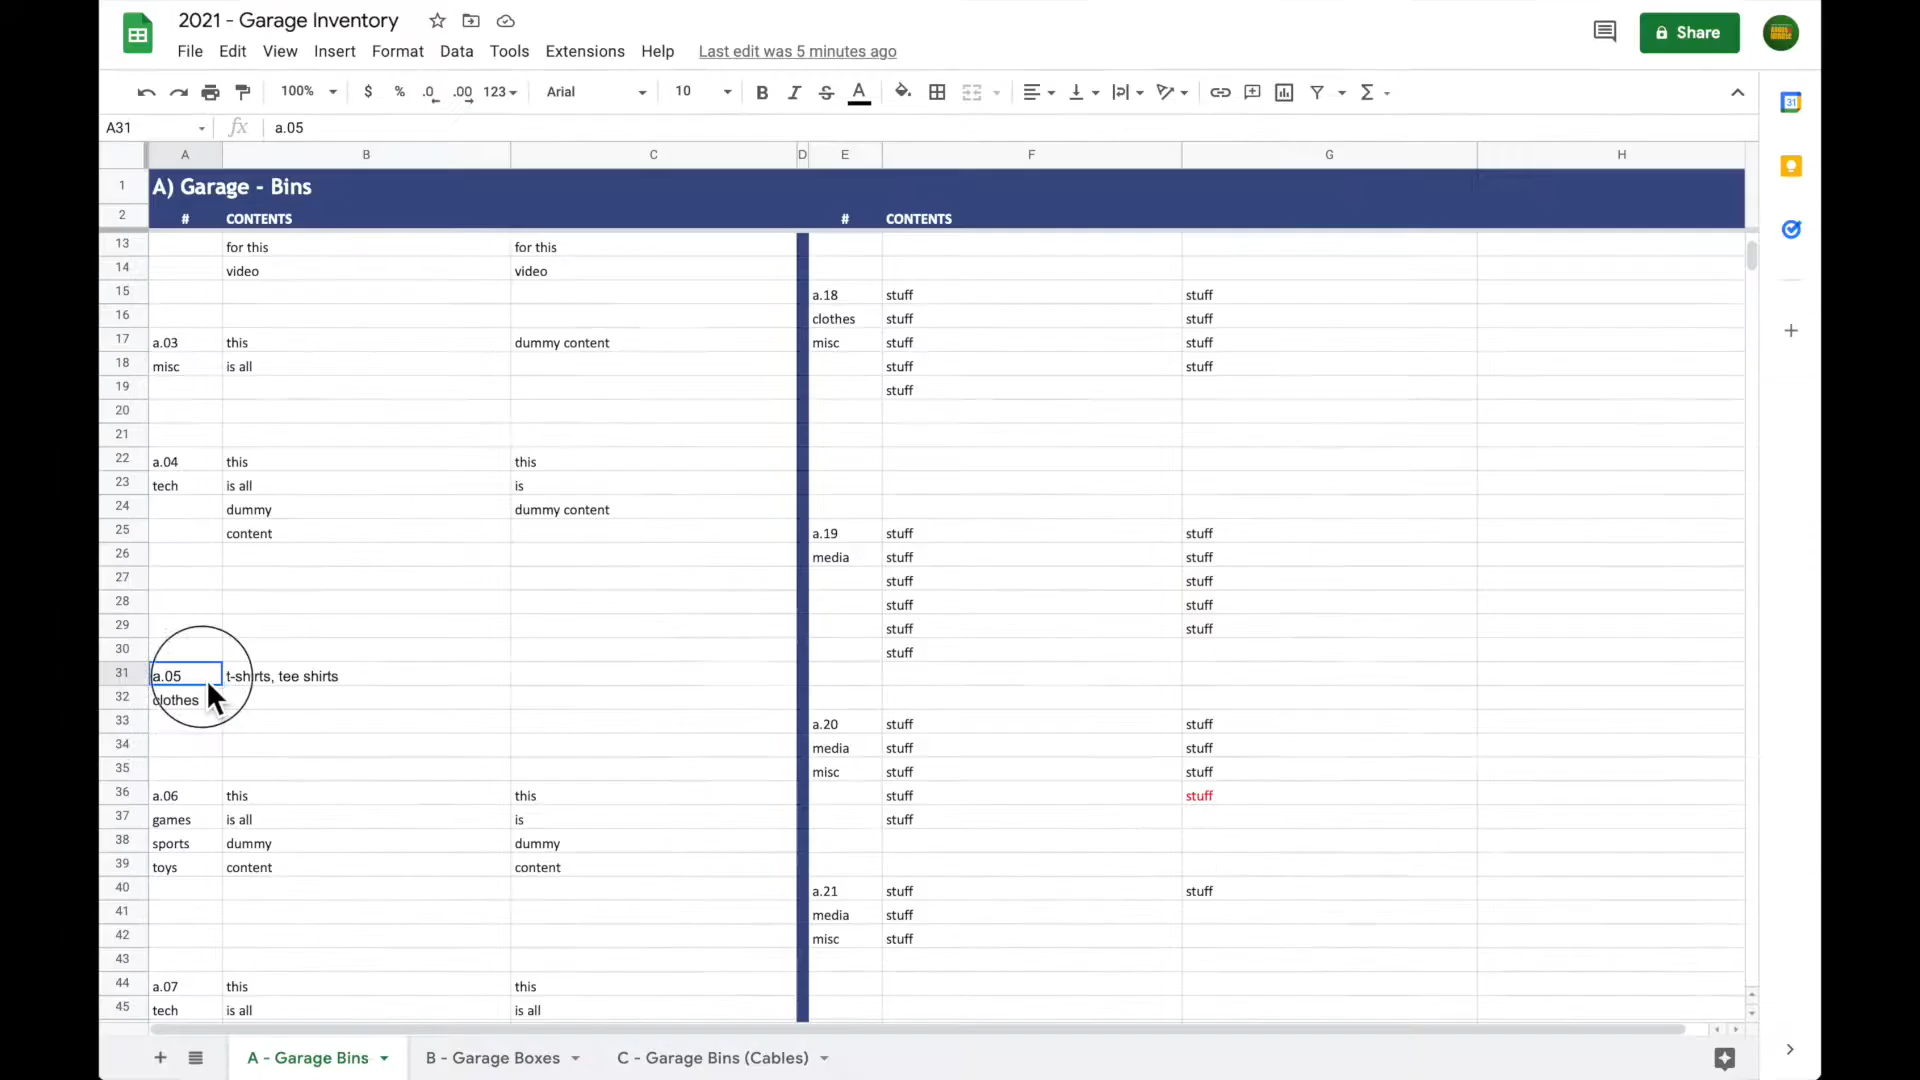 2021 - Garage Inventory
File Edit View Insert Format Data Tools Extensions Help Last edit was 5 minutes ago
Share
100% $ % .0 .00 123 Arial 10 B I S A Σ
31
A31 fx a.05
A B C D E F G H
1 A) Garage - Bins
2 # CONTENTS # CONTENTS
13 for this for this
14 video video
15 a.18 stuff stuff
16 clothes stuff stuff
17 a.03 this dummy content misc stuff stuff
18 misc is all stuff stuff
19 stuff
20
21
22 a.04 this this
23 tech is all is
24 dummy dummy content
25 content a.19 stuff stuff
26 media stuff stuff
27 stuff stuff
28 stuff stuff
29 stuff stuff
30 stuff
31 a.05 t-shirts, tee shirts
32 clothes
33 a.20 stuff stuff
34 media stuff stuff
35 misc stuff stuff
36 a.06 this this stuff stuff
37 games is all is stuff
38 sports dummy dummy
39 toys content content
40 a.21 stuff stuff
41 media stuff
42 misc stuff
43
44 a.07 this this
45 tech is all is all
A - Garage Bins B - Garage Boxes C - Garage Bins (Cables)